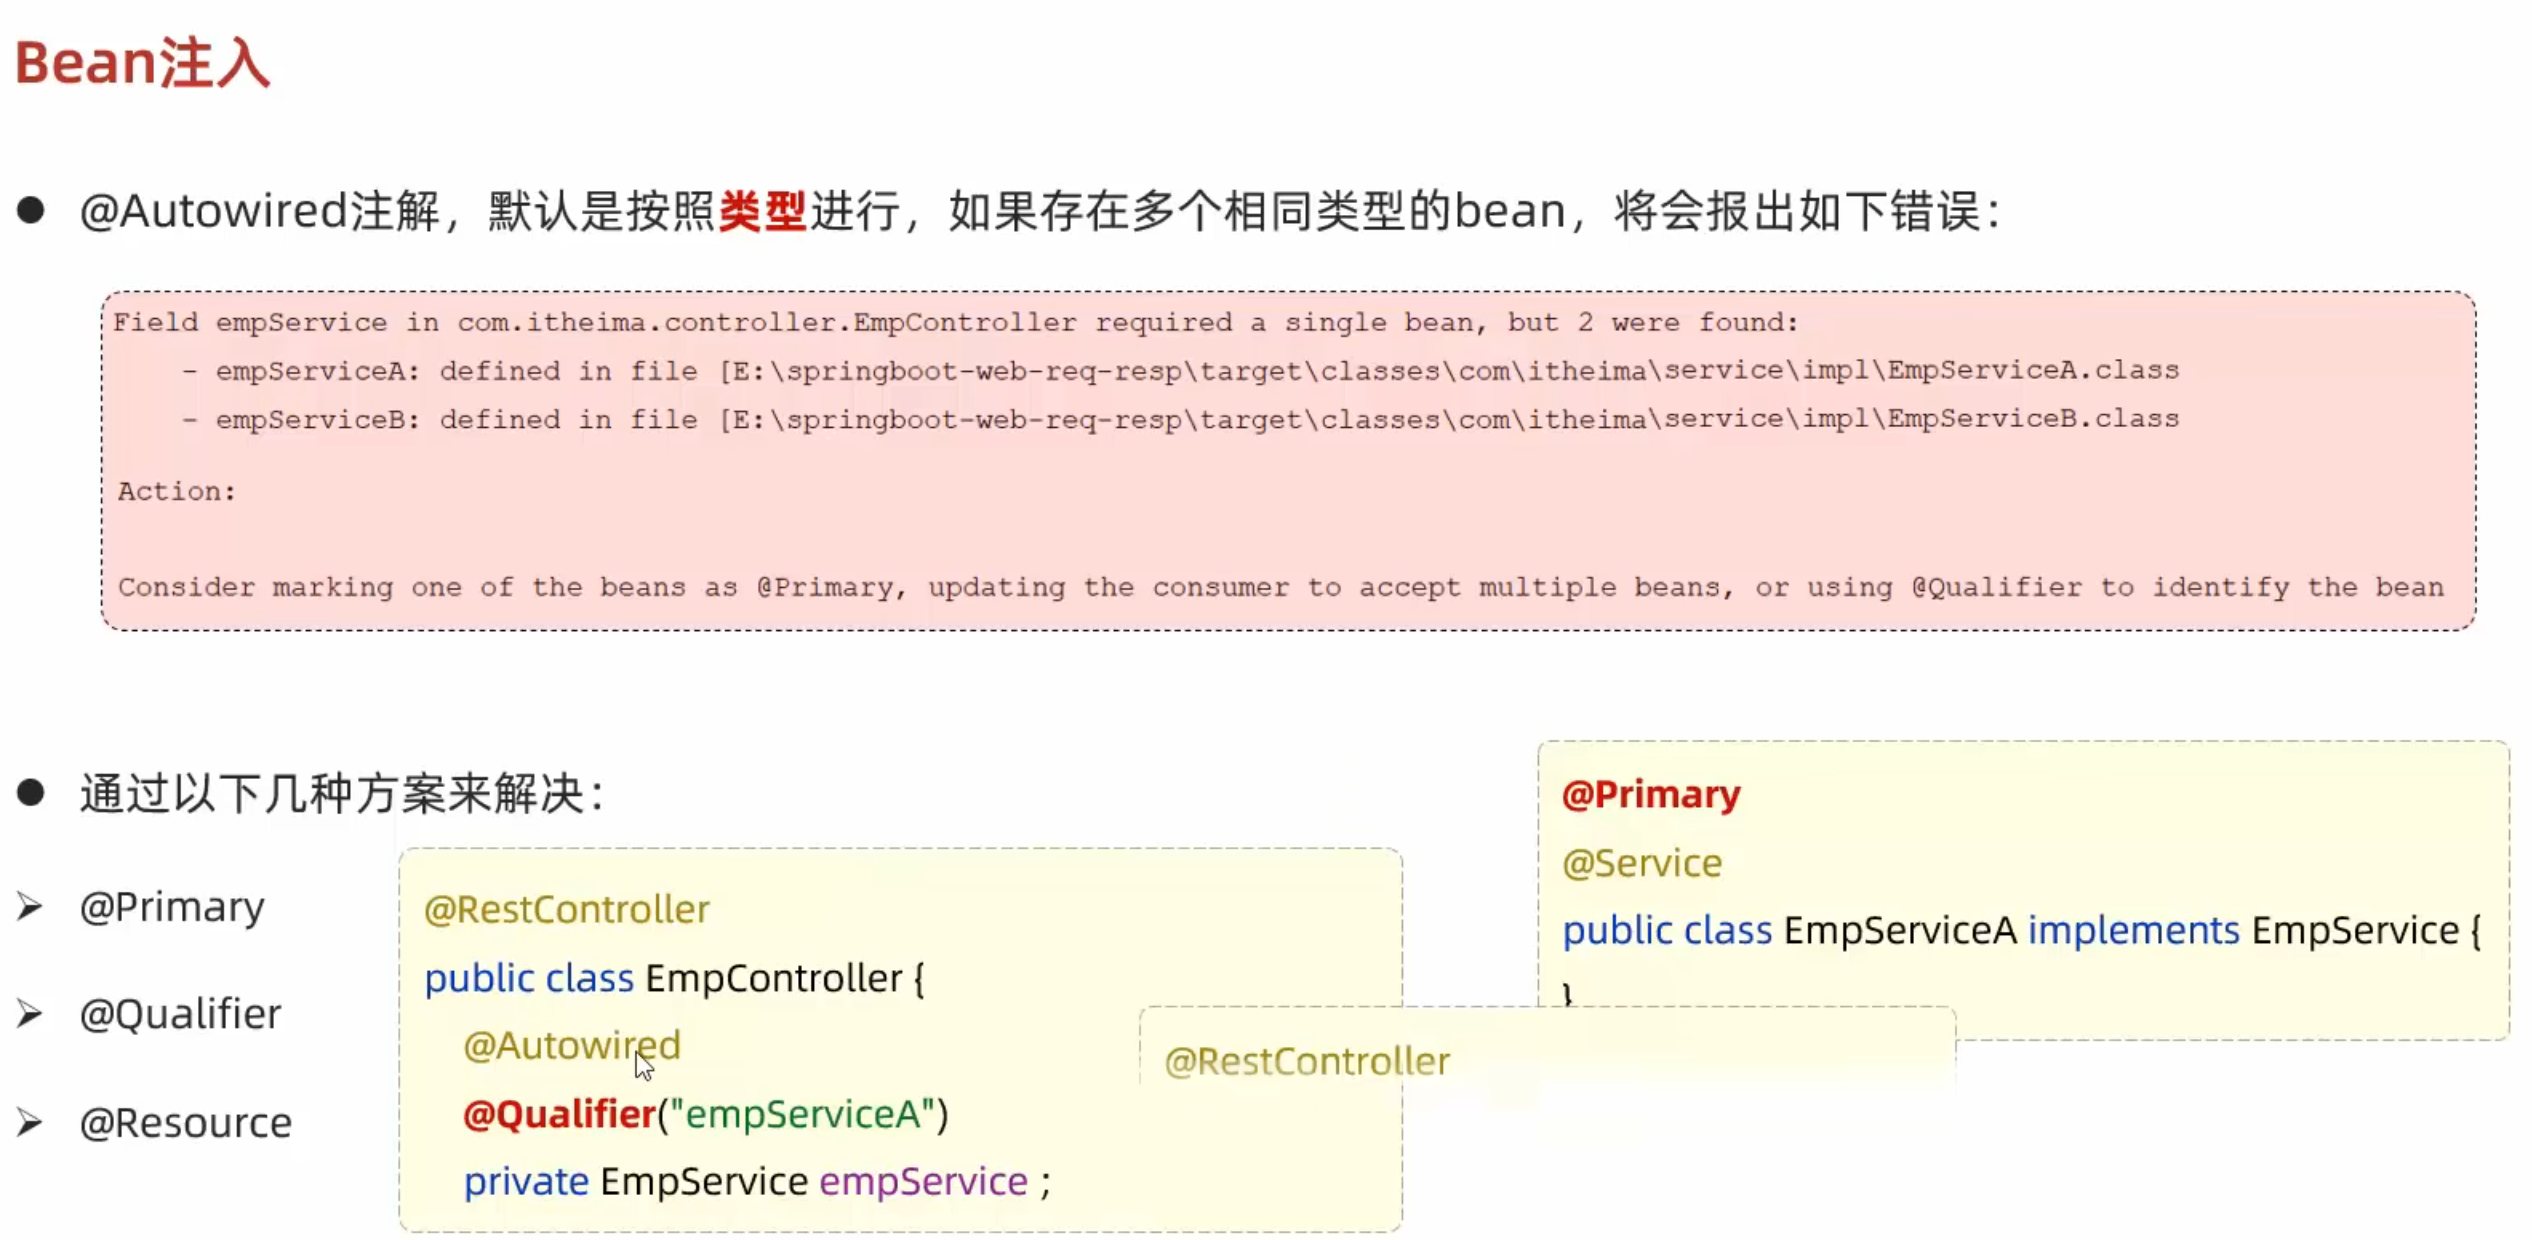 Bean注入
● @Autowired注解，默认是按照类型进行，如果存在多个相同类型的bean，将会报出如下错误：
Field empService in com.itheima.controller.EmpController required a single bean, but 2 were found:
- empServiceA: defined in file [E:\springboot-web-req-resp\target\classes\com\itheima\service\impl\EmpServiceA.class
- empServiceB: defined in file [E:\springboot-web-req-resp\target\classes\com\itheima\service\impl\EmpServiceB.class
Action:
Consider marking one of the beans as @Primary, updating the consumer to accept multiple beans, or using @Qualifier to identify the bean
● 通过以下几种方案来解决：
➢ @Primary
➢ @Qualifier
➢ @Resource
@RestController
public class EmpController {
@Autowired
@Qualifier("empServiceA")
private EmpService empService ;
@Primary
@Service
public class EmpServiceA implements EmpService {
}
@RestController